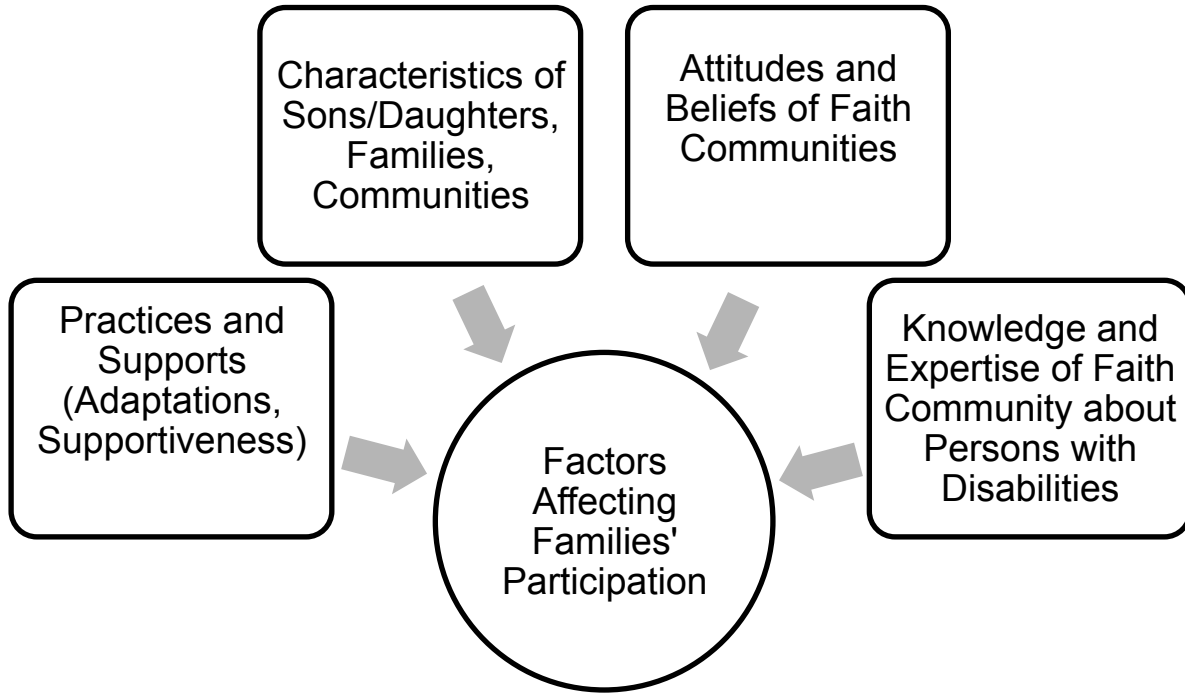 Characteristics of
Sons/Daughters,
Families,
Communities
Attitudes and
Beliefs of Faith
Communities
Practices and
Supports
(Adaptations,
Supportiveness)
Knowledge and
Expertise of Faith
Community about
Persons with
Disabilities
Factors
Affecting
Families'
Participation